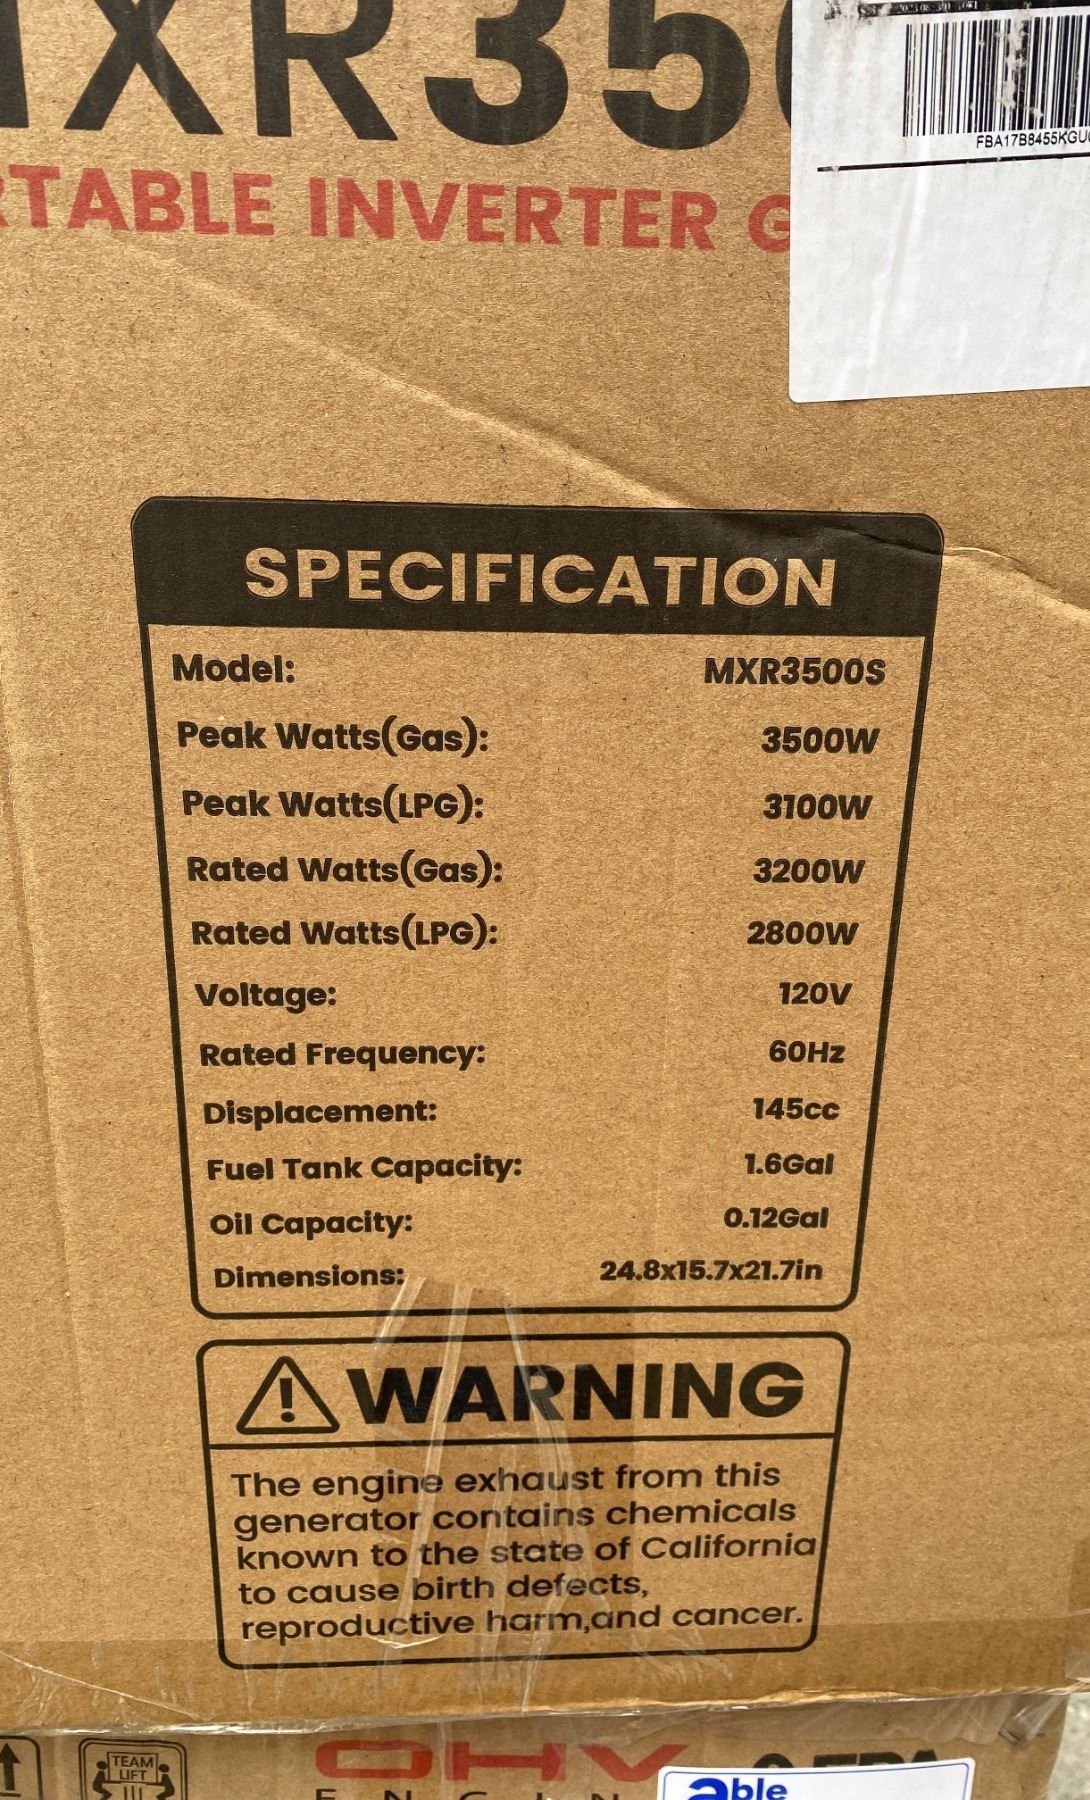 MXR350
RTABLE INVERTER G
FBA17B8455KGU
SPECIFICATION
Model: MXR3500S
Peak Watts(Gas): 3500W
Peak Watts(LPG): 3100W
Rated Watts(Gas): 3200W
Rated Watts(LPG): 2800W
Voltage: 120V
Rated Frequency: 60Hz
Displacement: 145cc
Fuel Tank Capacity: 1.6Gal
Oil Capacity: 0.12Gal
Dimensions: 24.8x15.7x21.7in
WARNING
The engine exhaust from this
generator contains chemicals
known to the state of California
to cause birth defects,
reproductive harm,and cancer.
TEAM
LIFT
OHV
able